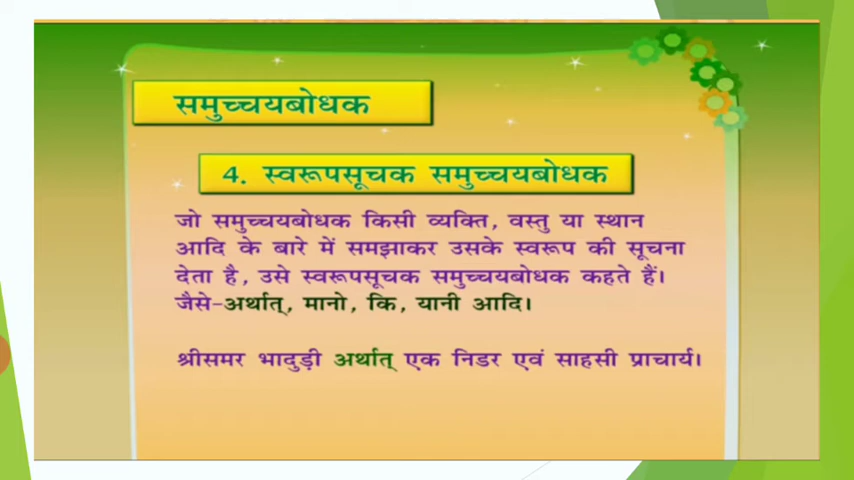 समुच्चयबोधक
4. स्वरूपसूचक समुच्चयबोधक
जो समुच्चयबोधक किसी व्यक्ति, वस्तु या स्थान
आदि के बारे में समझाकर उसके स्वरूप की सूचना
देता है, उसे स्वरूपसूचक समुच्चयबोधक कहते हैं।
जैसे-अर्थात्, मानो, कि, यानी आदि।
श्रीसमर भादुड़ी अर्थात् एक निडर एवं साहसी प्राचार्य।